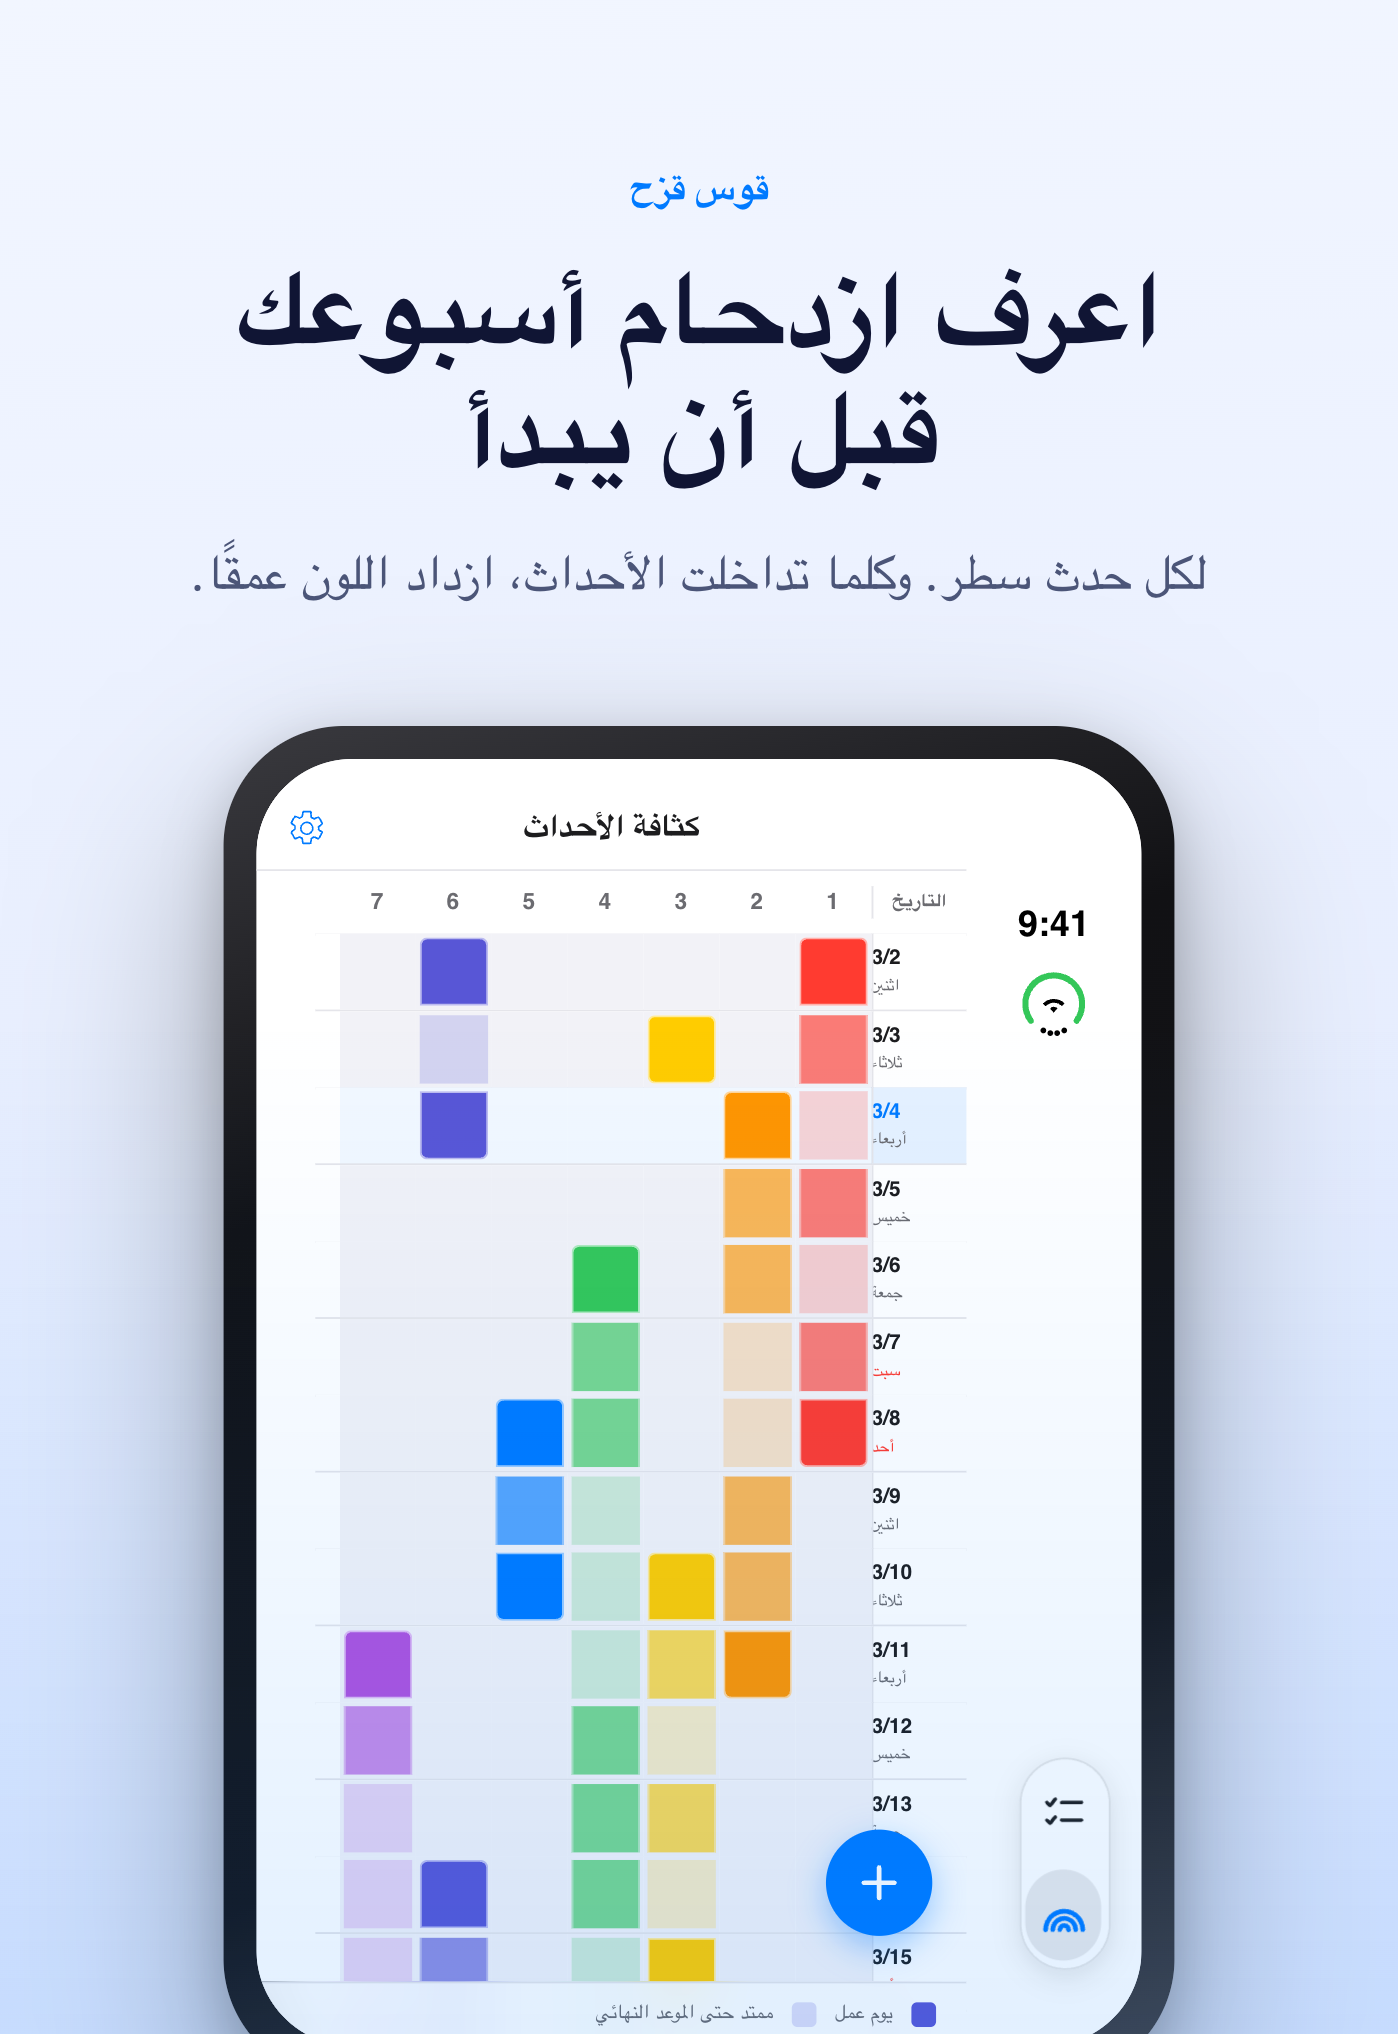 قوس قزح
اعرف ازدحام أسبوعك
قبل أن يبدأ
لكل حدث سطر. وكلما تداخلت الأحداث، ازداد اللون عمقًا.
كثافة الأحداث
9:41
التاريخ 1 2 3 4 5 6 7
3/2
اثنين
3/3
ثلاثاء
3/4
أربعاء
3/5
خميس
3/6
جمعة
3/7
سبت
3/8
أحد
3/9
اثنين
3/10
ثلاثاء
3/11
أربعاء
3/12
خميس
3/13
3/15
يوم عمل
ممتد حتى الموعد النهائي